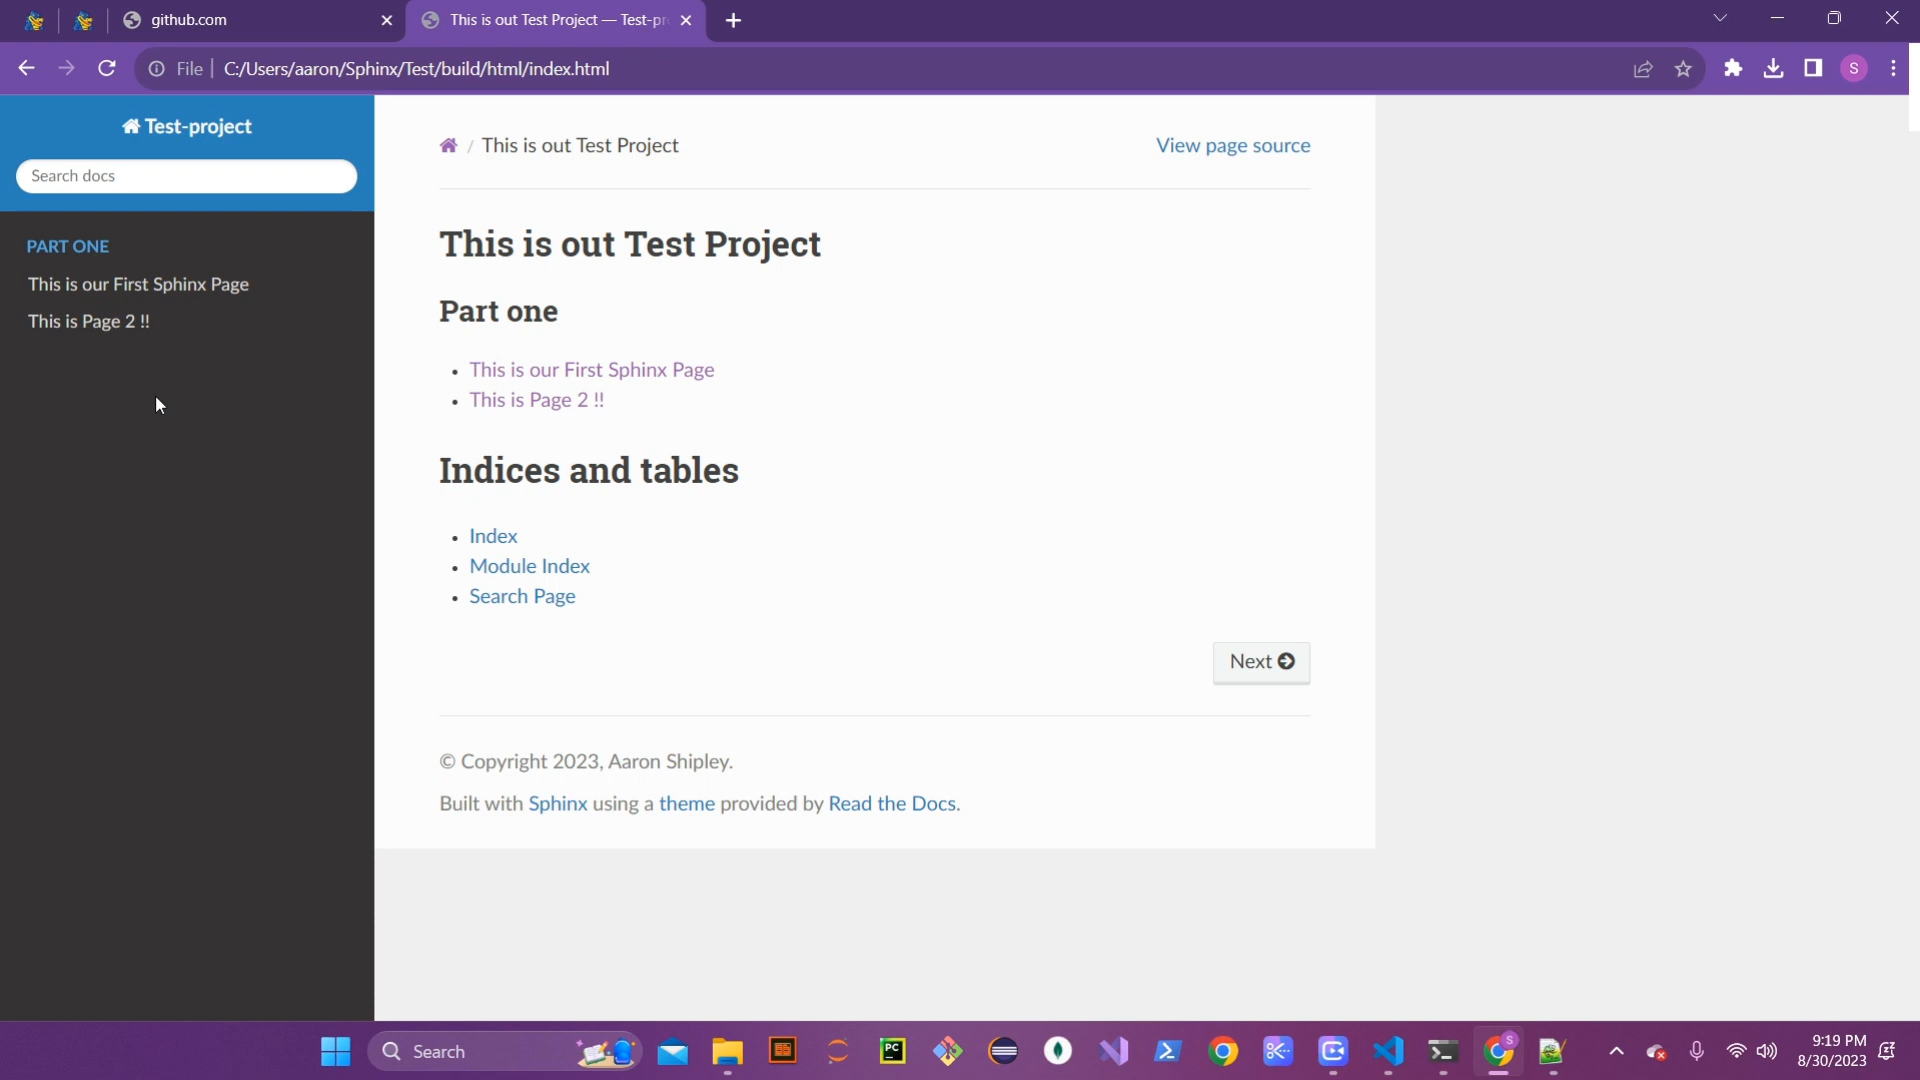 github.com
This is out Test Project — Test-pr
File
C:/Users/aaron/Sphinx/Test/build/html/index.html
S
Test-project
Search docs
PART ONE
This is our First Sphinx Page
This is Page 2 !!
/ This is out Test Project
View page source
This is out Test Project
Part one
• This is our First Sphinx Page
• This is Page 2 !!
Indices and tables
• Index
• Module Index
• Search Page
Next
© Copyright 2023, Aaron Shipley.
Built with Sphinx using a theme provided by Read the Docs.
Search
PC
S
9:19 PM
8/30/2023